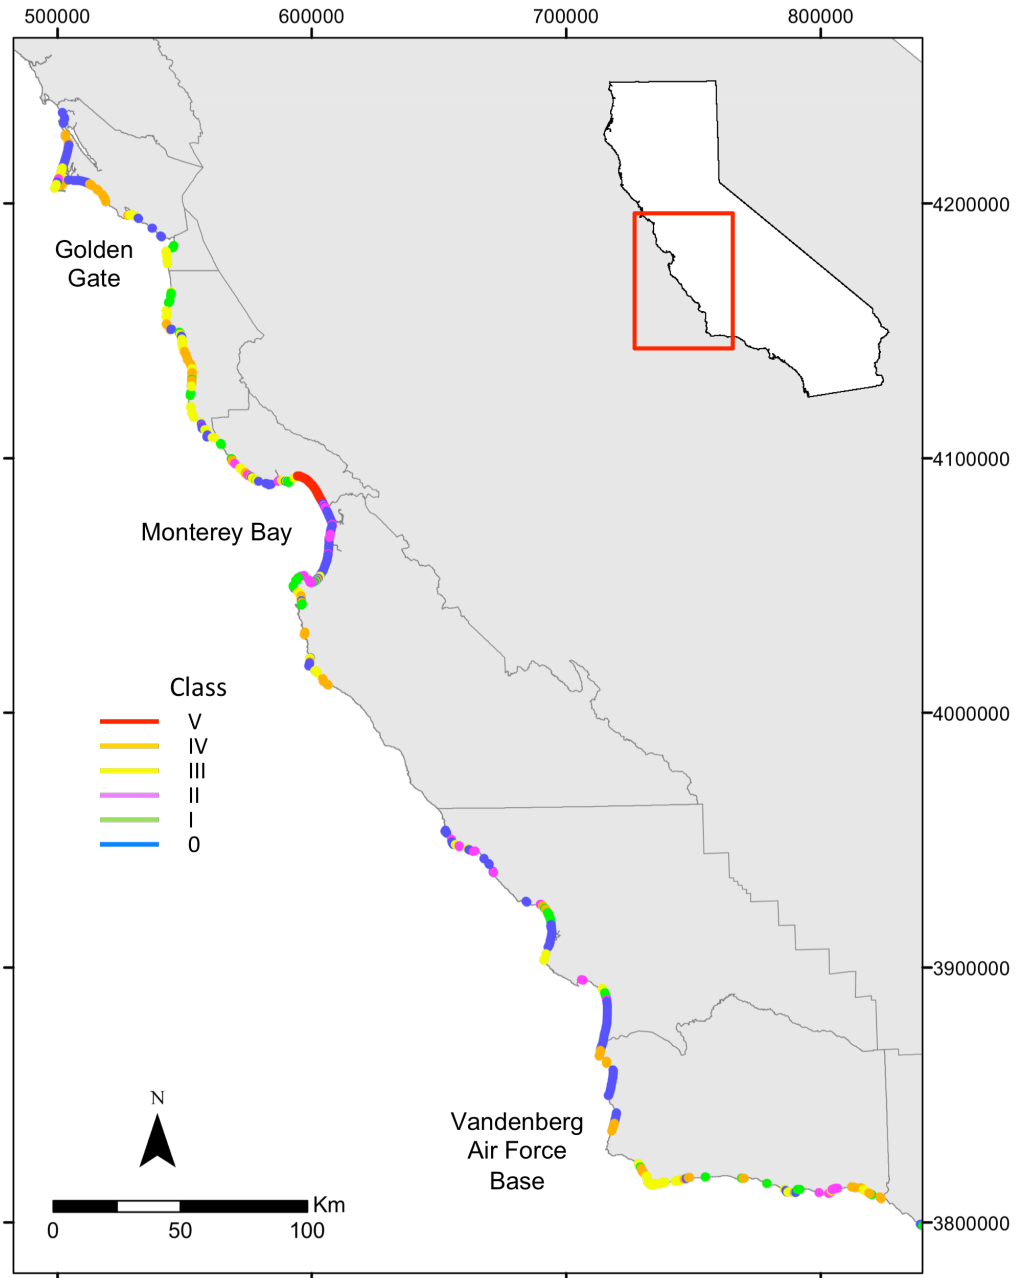 500000 600000 700000 800000
4200000
Golden
Gate
4100000
Monterey Bay
Class
V
IV
III
II
I
0
4000000
3900000
N
Vandenberg
Air Force
Base
Km
0 50 100
3800000